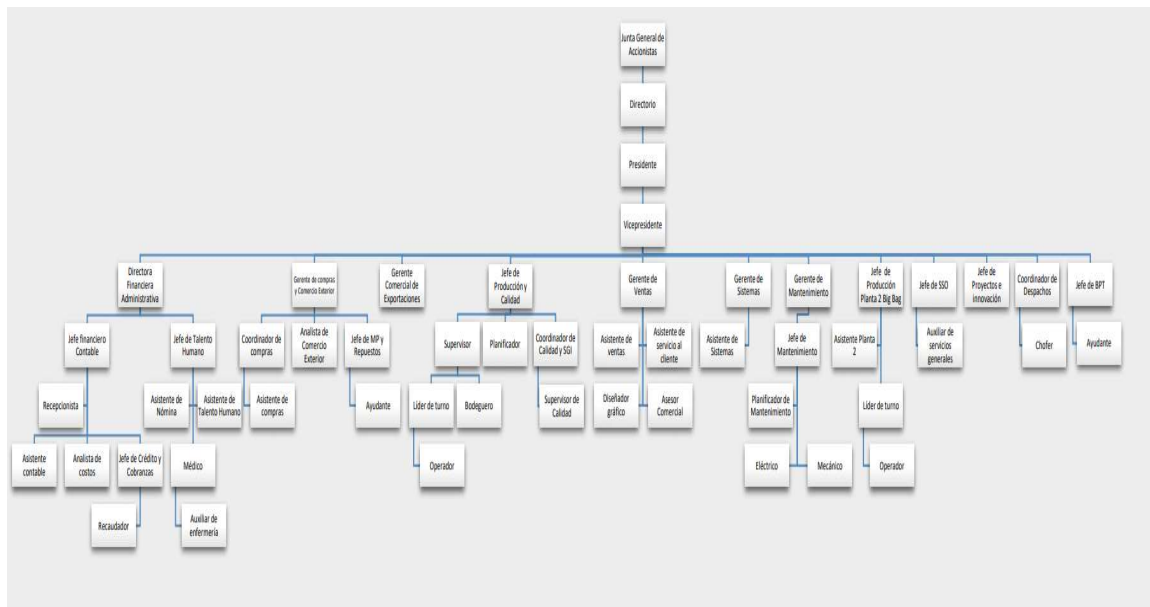 Junta General de
Accionistas
Directorio
Presidente
Vicepresidente
Directora
Financiera
Administrativa
Gerente de compras
y Comercio Exterior
Gerente
Comercial de
Exportaciones
Jefe de
Producción y
Calidad
Gerente de
Ventas
Gerente de
Sistemas
Gerente de
Mantenimiento
Jefe de
Producción
Planta 2 Big Bag
Jefe de SSO
Jefe de
Proyectos e
innovación
Coordinador de
Despachos
Jefe de BPT
Jefe financiero
Contable
Jefe de Talento
Humano
Coordinador de
compras
Analista de
Comercio
Exterior
Jefe de MP y
Repuestos
Supervisor
Planificador
Coordinador de
Calidad y SGI
Asistente de
ventas
Asistente de
servicio al
cliente
Asistente de
Sistemas
Jefe de
Mantenimiento
Asistente Planta
2
Auxiliar de
servicios
generales
Chofer
Ayudante
Recepcionista
Asistente de
Nómina
Asistente de
Talento Humano
Asistente de
compras
Ayudante
Líder de turno
Bodeguero
Supervisor de
Calidad
Diseñador
gráfico
Asesor
Comercial
Planificador de
Mantenimiento
Líder de turno
Asistente
contable
Analista de
costos
Jefe de Crédito y
Cobranzas
Médico
Operador
Eléctrico
Mecánico
Operador
Recaudador
Auxiliar de
enfermería